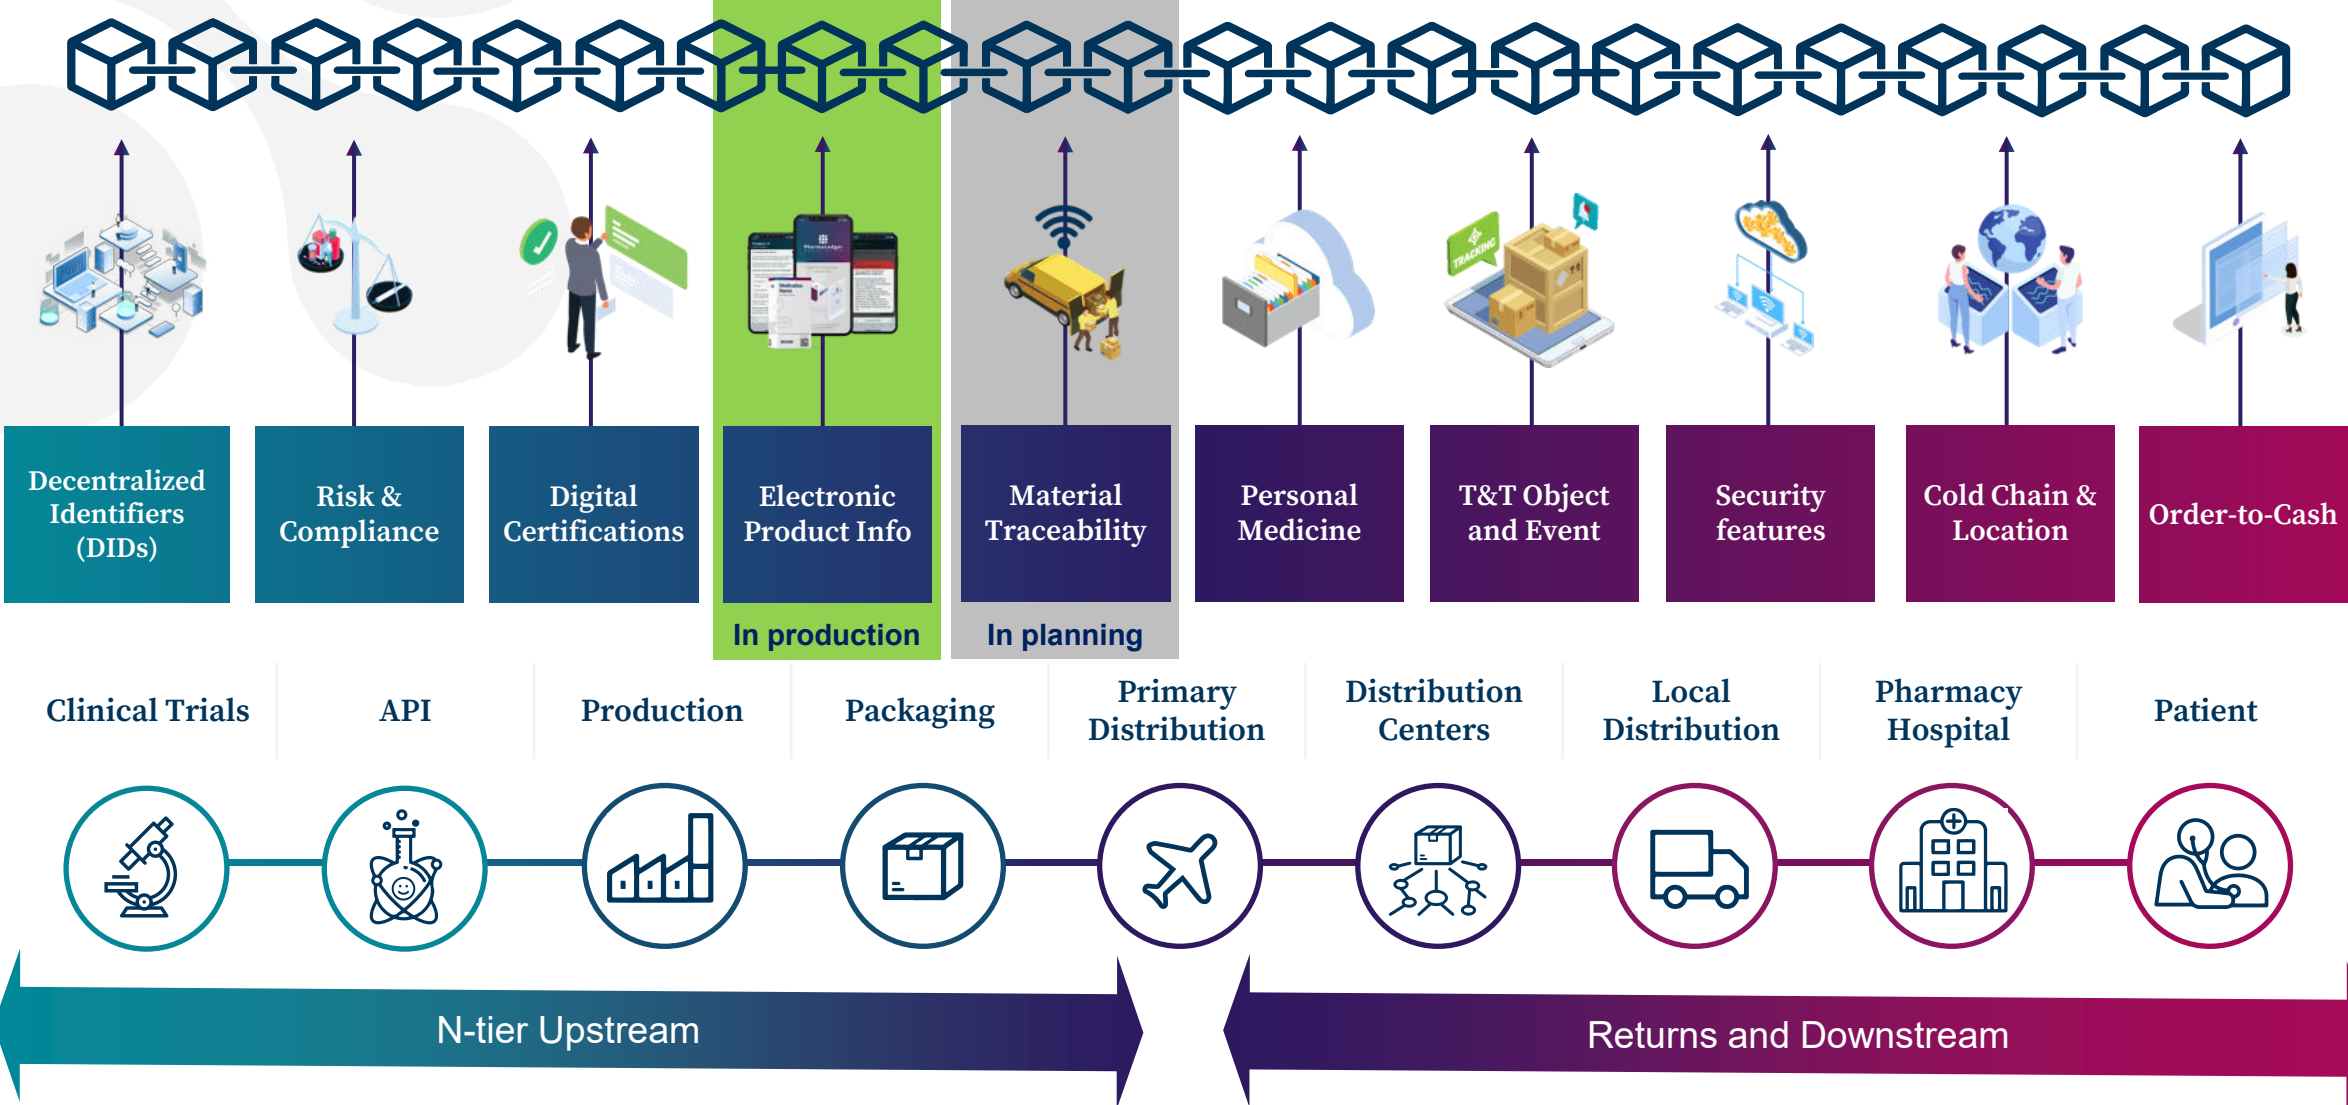 TRACKING
Decentralized
Identifiers
(DIDs)
Risk &
Compliance
Digital
Certifications
Electronic
Product Info
Material
Traceability
Personal
Medicine
T&T Object
and Event
Security
features
Cold Chain &
Location
Order-to-Cash
In production
In planning
Clinical Trials
API
Production
Packaging
Primary
Distribution
Distribution
Centers
Local
Distribution
Pharmacy
Hospital
Patient
N-tier Upstream
Returns and Downstream